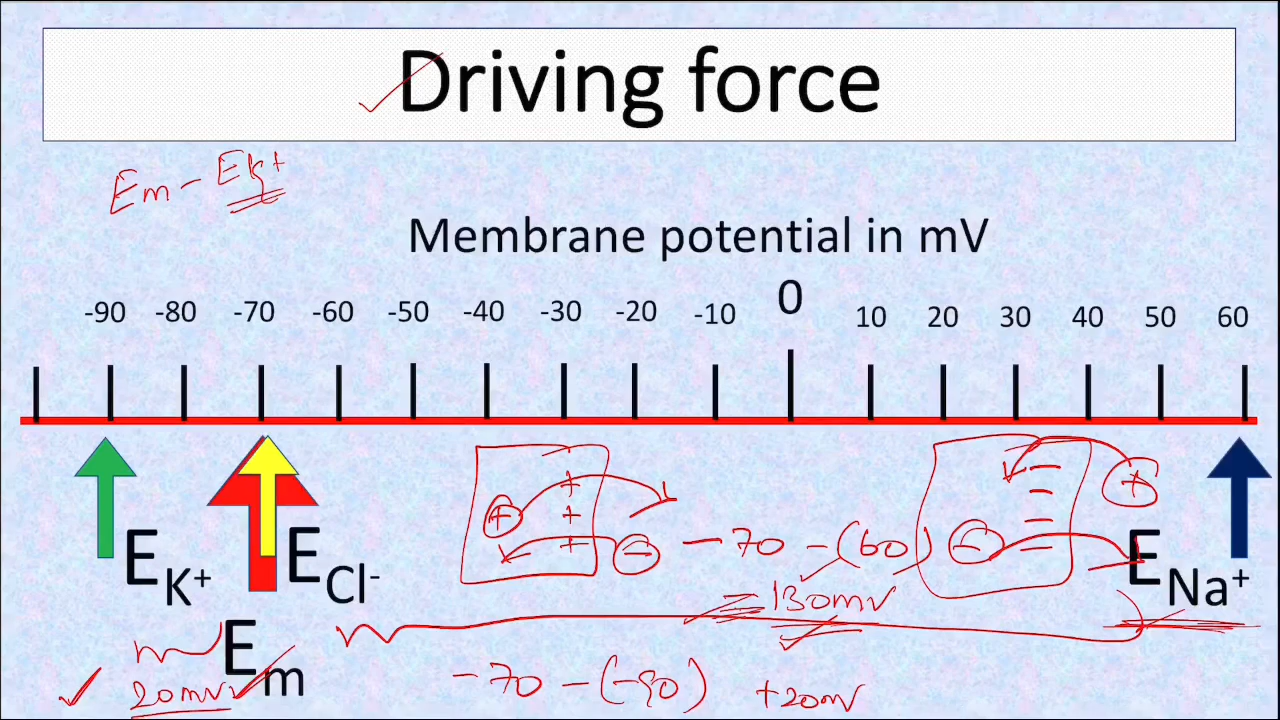 Driving force
Em - EK+
Membrane potential in mV
-90 -80 -70 -60 -50 -40 -30 -20 -10 0 10 20 30 40 50 60
+ - +
+ + - -
+ - -70 - (60) - -
EK+ ECl- ENa+
= 130mv
Em
20mv -70 - (-90) +20mv